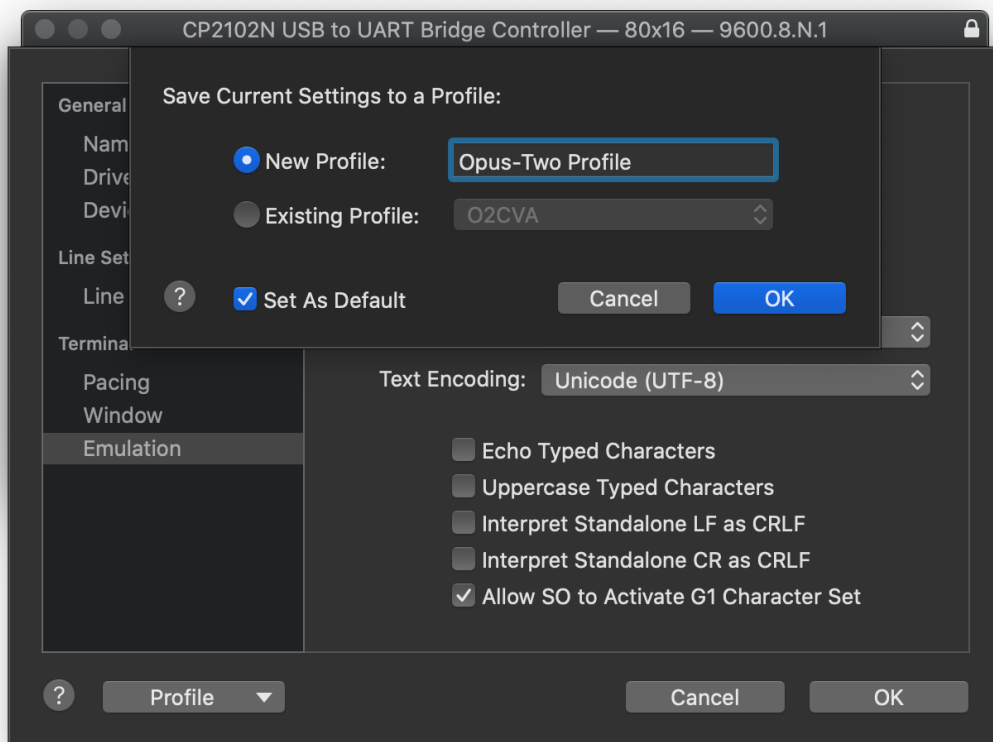 CP2102N USB to UART Bridge Controller — 80x16 — 9600.8.N.1
Save Current Settings to a Profile:
New Profile: Opus-Two Profile
Existing Profile: O2CVA
? Set As Default Cancel OK
General
Line Set
Line
Pacing
Window
Emulation
Text Encoding: Unicode (UTF-8)
Echo Typed Characters
Uppercase Typed Characters
Interpret Standalone LF as CRLF
Interpret Standalone CR as CRLF
Allow SO to Activate G1 Character Set
? Profile Cancel OK